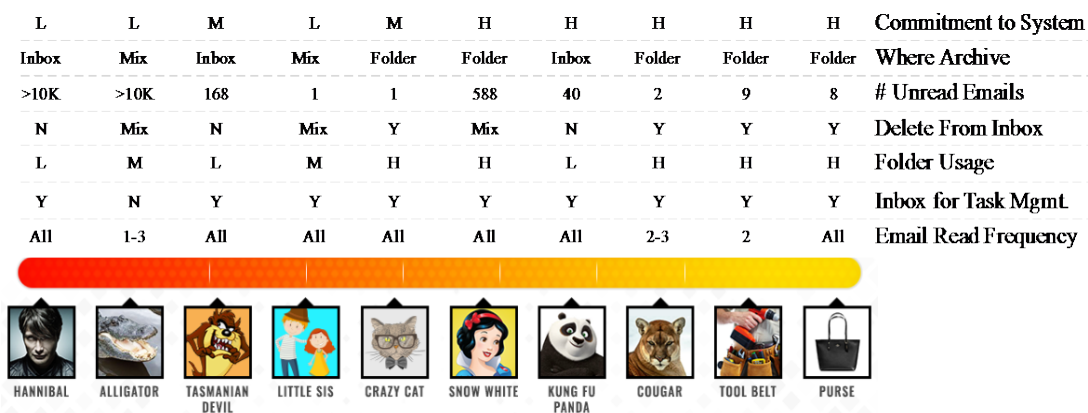 L L M L M H H H H H Commitment to System
Inbox Mix Inbox Mix Folder Folder Inbox Folder Folder Folder Where Archive
>10K >10K 168 1 1 588 40 2 9 8 # Unread Emails
N Mix N Mix Y Mix N Y Y Y Delete From Inbox
L M L M H H L H H H Folder Usage
Y N Y Y Y Y Y Y Y Y Inbox for Task Mgmt.
All 1-3 All All All All All 2-3 2 All Email Read Frequency
HANNIBAL ALLIGATOR TASMANIAN LITTLE SIS CRAZY CAT SNOW WHITE KUNG FU COUGAR TOOL BELT PURSE
DEVIL PANDA